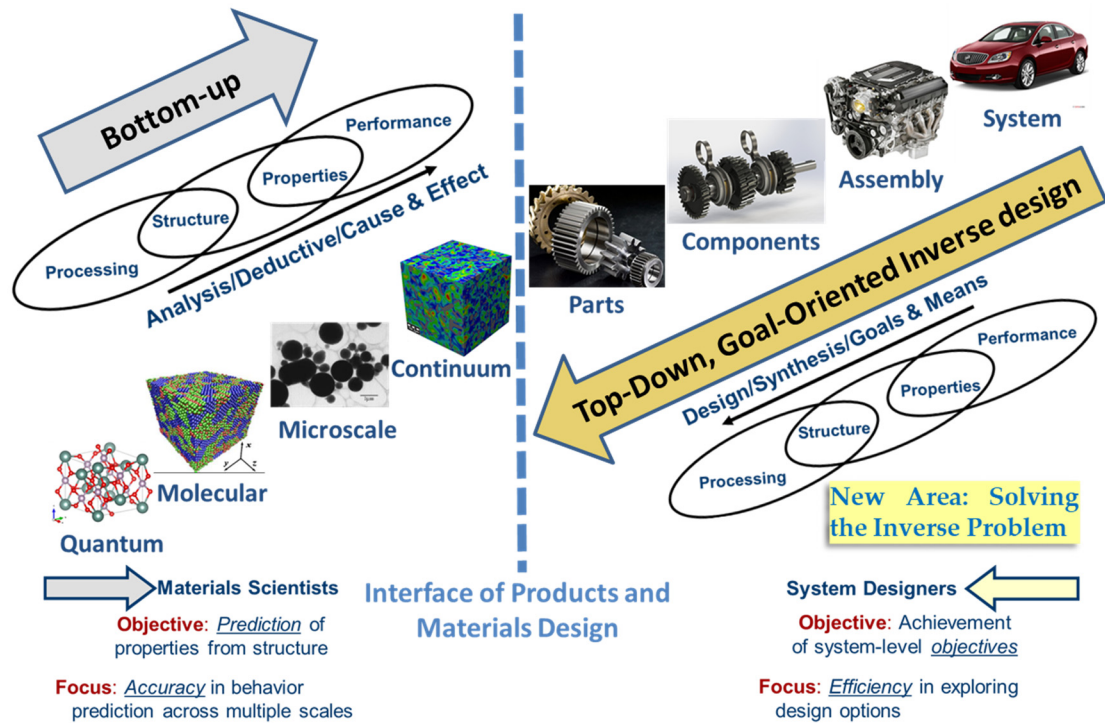 Bottom-up
Performance
Properties
Structure
Processing
Analysis/Deductive/Cause & Effect
Continuum
Microscale
Molecular
Quantum
System
Assembly
Components
Parts
Top-Down, Goal-Oriented Inverse design
Design/Synthesis/Goals & Means
Performance
Properties
Structure
Processing
New Area: Solving
the Inverse Problem
x
y
z
Materials Scientists
Objective: Prediction of
properties from structure
Focus: Accuracy in behavior
prediction across multiple scales
Interface of Products and
Materials Design
System Designers
Objective: Achievement
of system-level objectives
Focus: Efficiency in exploring
design options